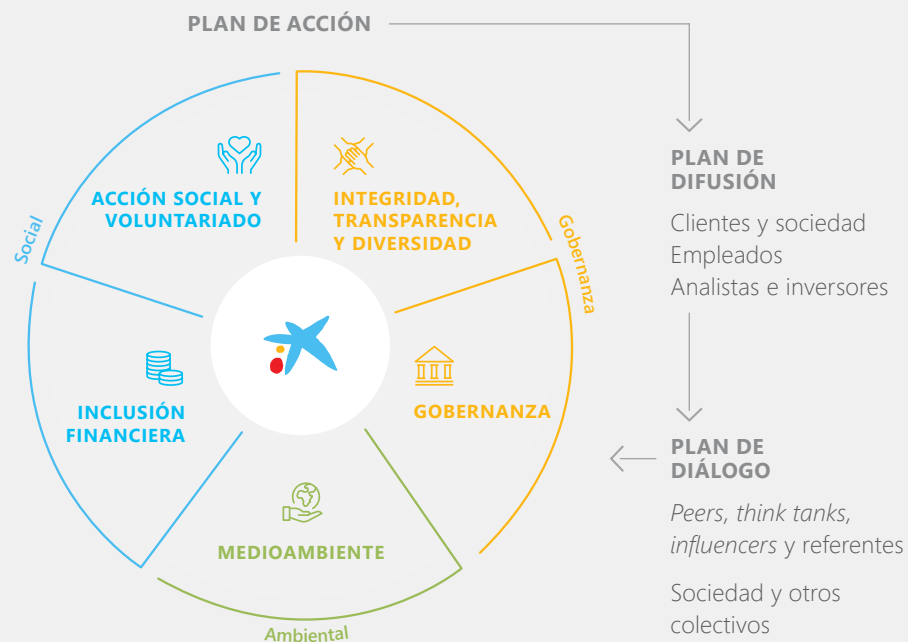 PLAN DE ACCIÓN
ACCIÓN SOCIAL Y
VOLUNTARIADO
INTEGRIDAD,
TRANSPARENCIA
Y DIVERSIDAD
Social
Gobernanza
INCLUSIÓN
FINANCIERA
GOBERNANZA
MEDIOAMBIENTE
Ambiental
PLAN DE
DIFUSIÓN
Clientes y sociedad
Empleados
Analistas e inversores
PLAN DE
DIÁLOGO
Peers, think tanks,
influencers y referentes
Sociedad y otros
colectivos